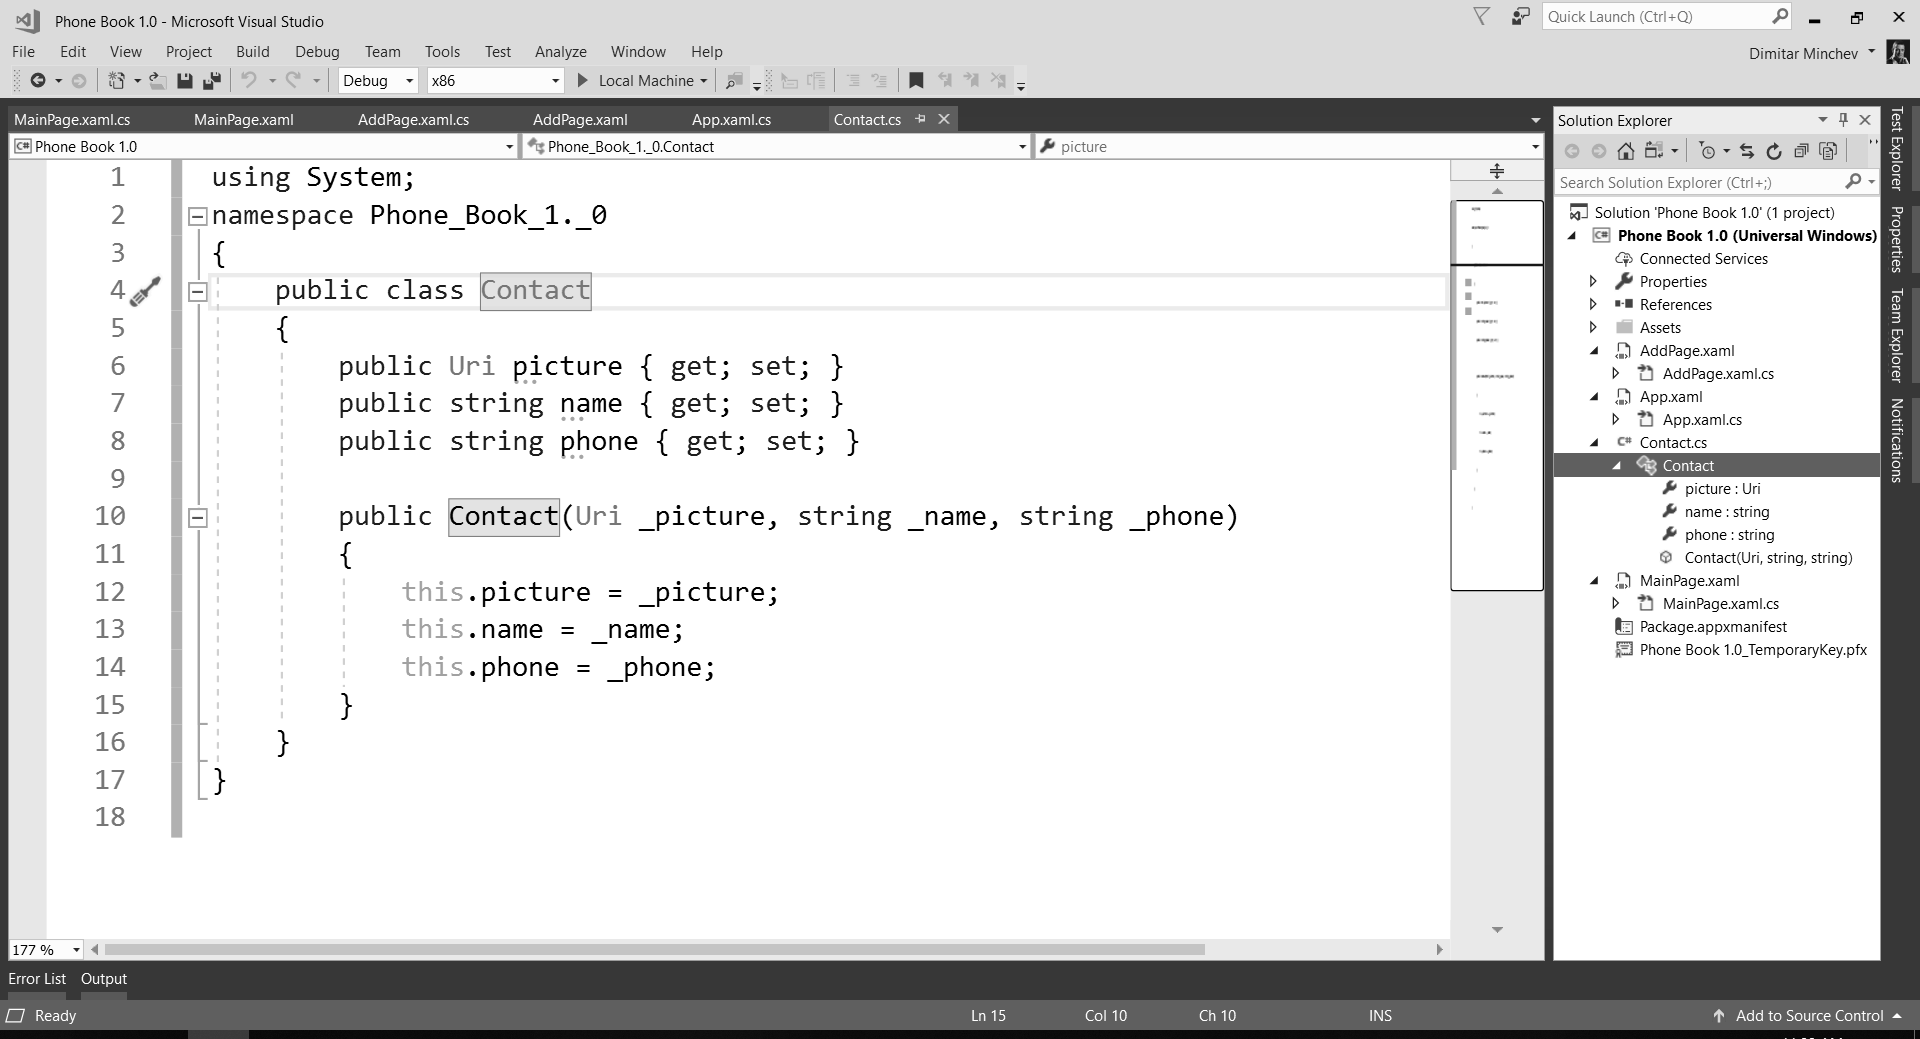 Phone Book 1.0 - Microsoft Visual Studio
Quick Launch (Ctrl+Q)
File Edit View Project Build Debug Team Tools Test Analyze Window Help
Dimitar Minchev
Debug x86 Local Machine
MainPage.xaml.cs MainPage.xaml AddPage.xaml.cs AddPage.xaml App.xaml.cs Contact.cs
C# Phone Book 1.0 Phone_Book_1._0.Contact picture
1 using System;
2 namespace Phone_Book_1._0
3 {
4 public class Contact
5 {
6 public Uri picture { get; set; }
7 public string name { get; set; }
8 public string phone { get; set; }
9
10 public Contact(Uri _picture, string _name, string _phone)
11 {
12 this.picture = _picture;
13 this.name = _name;
14 this.phone = _phone;
15 }
16 }
17 }
18
177 %
Solution Explorer
Search Solution Explorer (Ctrl+;)
Solution 'Phone Book 1.0' (1 project)
C# Phone Book 1.0 (Universal Windows)
Connected Services
Properties
References
Assets
AddPage.xaml
AddPage.xaml.cs
App.xaml
App.xaml.cs
C# Contact.cs
Contact
picture : Uri
name : string
phone : string
Contact(Uri, string, string)
MainPage.xaml
MainPage.xaml.cs
Package.appxmanifest
Phone Book 1.0_TemporaryKey.pfx
Test Explorer
Properties
Team Explorer
Notifications
Error List Output
Ready Ln 15 Col 10 Ch 10 INS Add to Source Control